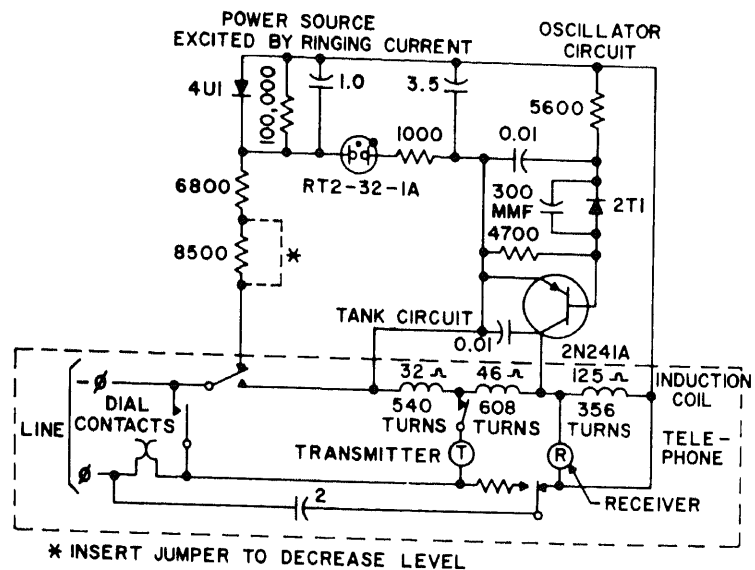 POWER SOURCE
EXCITED BY RINGING CURRENT
OSCILLATOR
CIRCUIT
4U1
100,000
1.0
3.5
5600
1000
0.01
RT2-32-1A
6800
300
MMF
2T1
4700
8500
*
TANK CIRCUIT
0.01
2N241A
32 Ω
46 Ω
125 Ω
INDUCTION
COIL
540
TURNS
608
TURNS
356
TURNS
DIAL
CONTACTS
LINE
TRANSMITTER
T
R
TELE-
PHONE
RECEIVER
2
* INSERT JUMPER TO DECREASE LEVEL